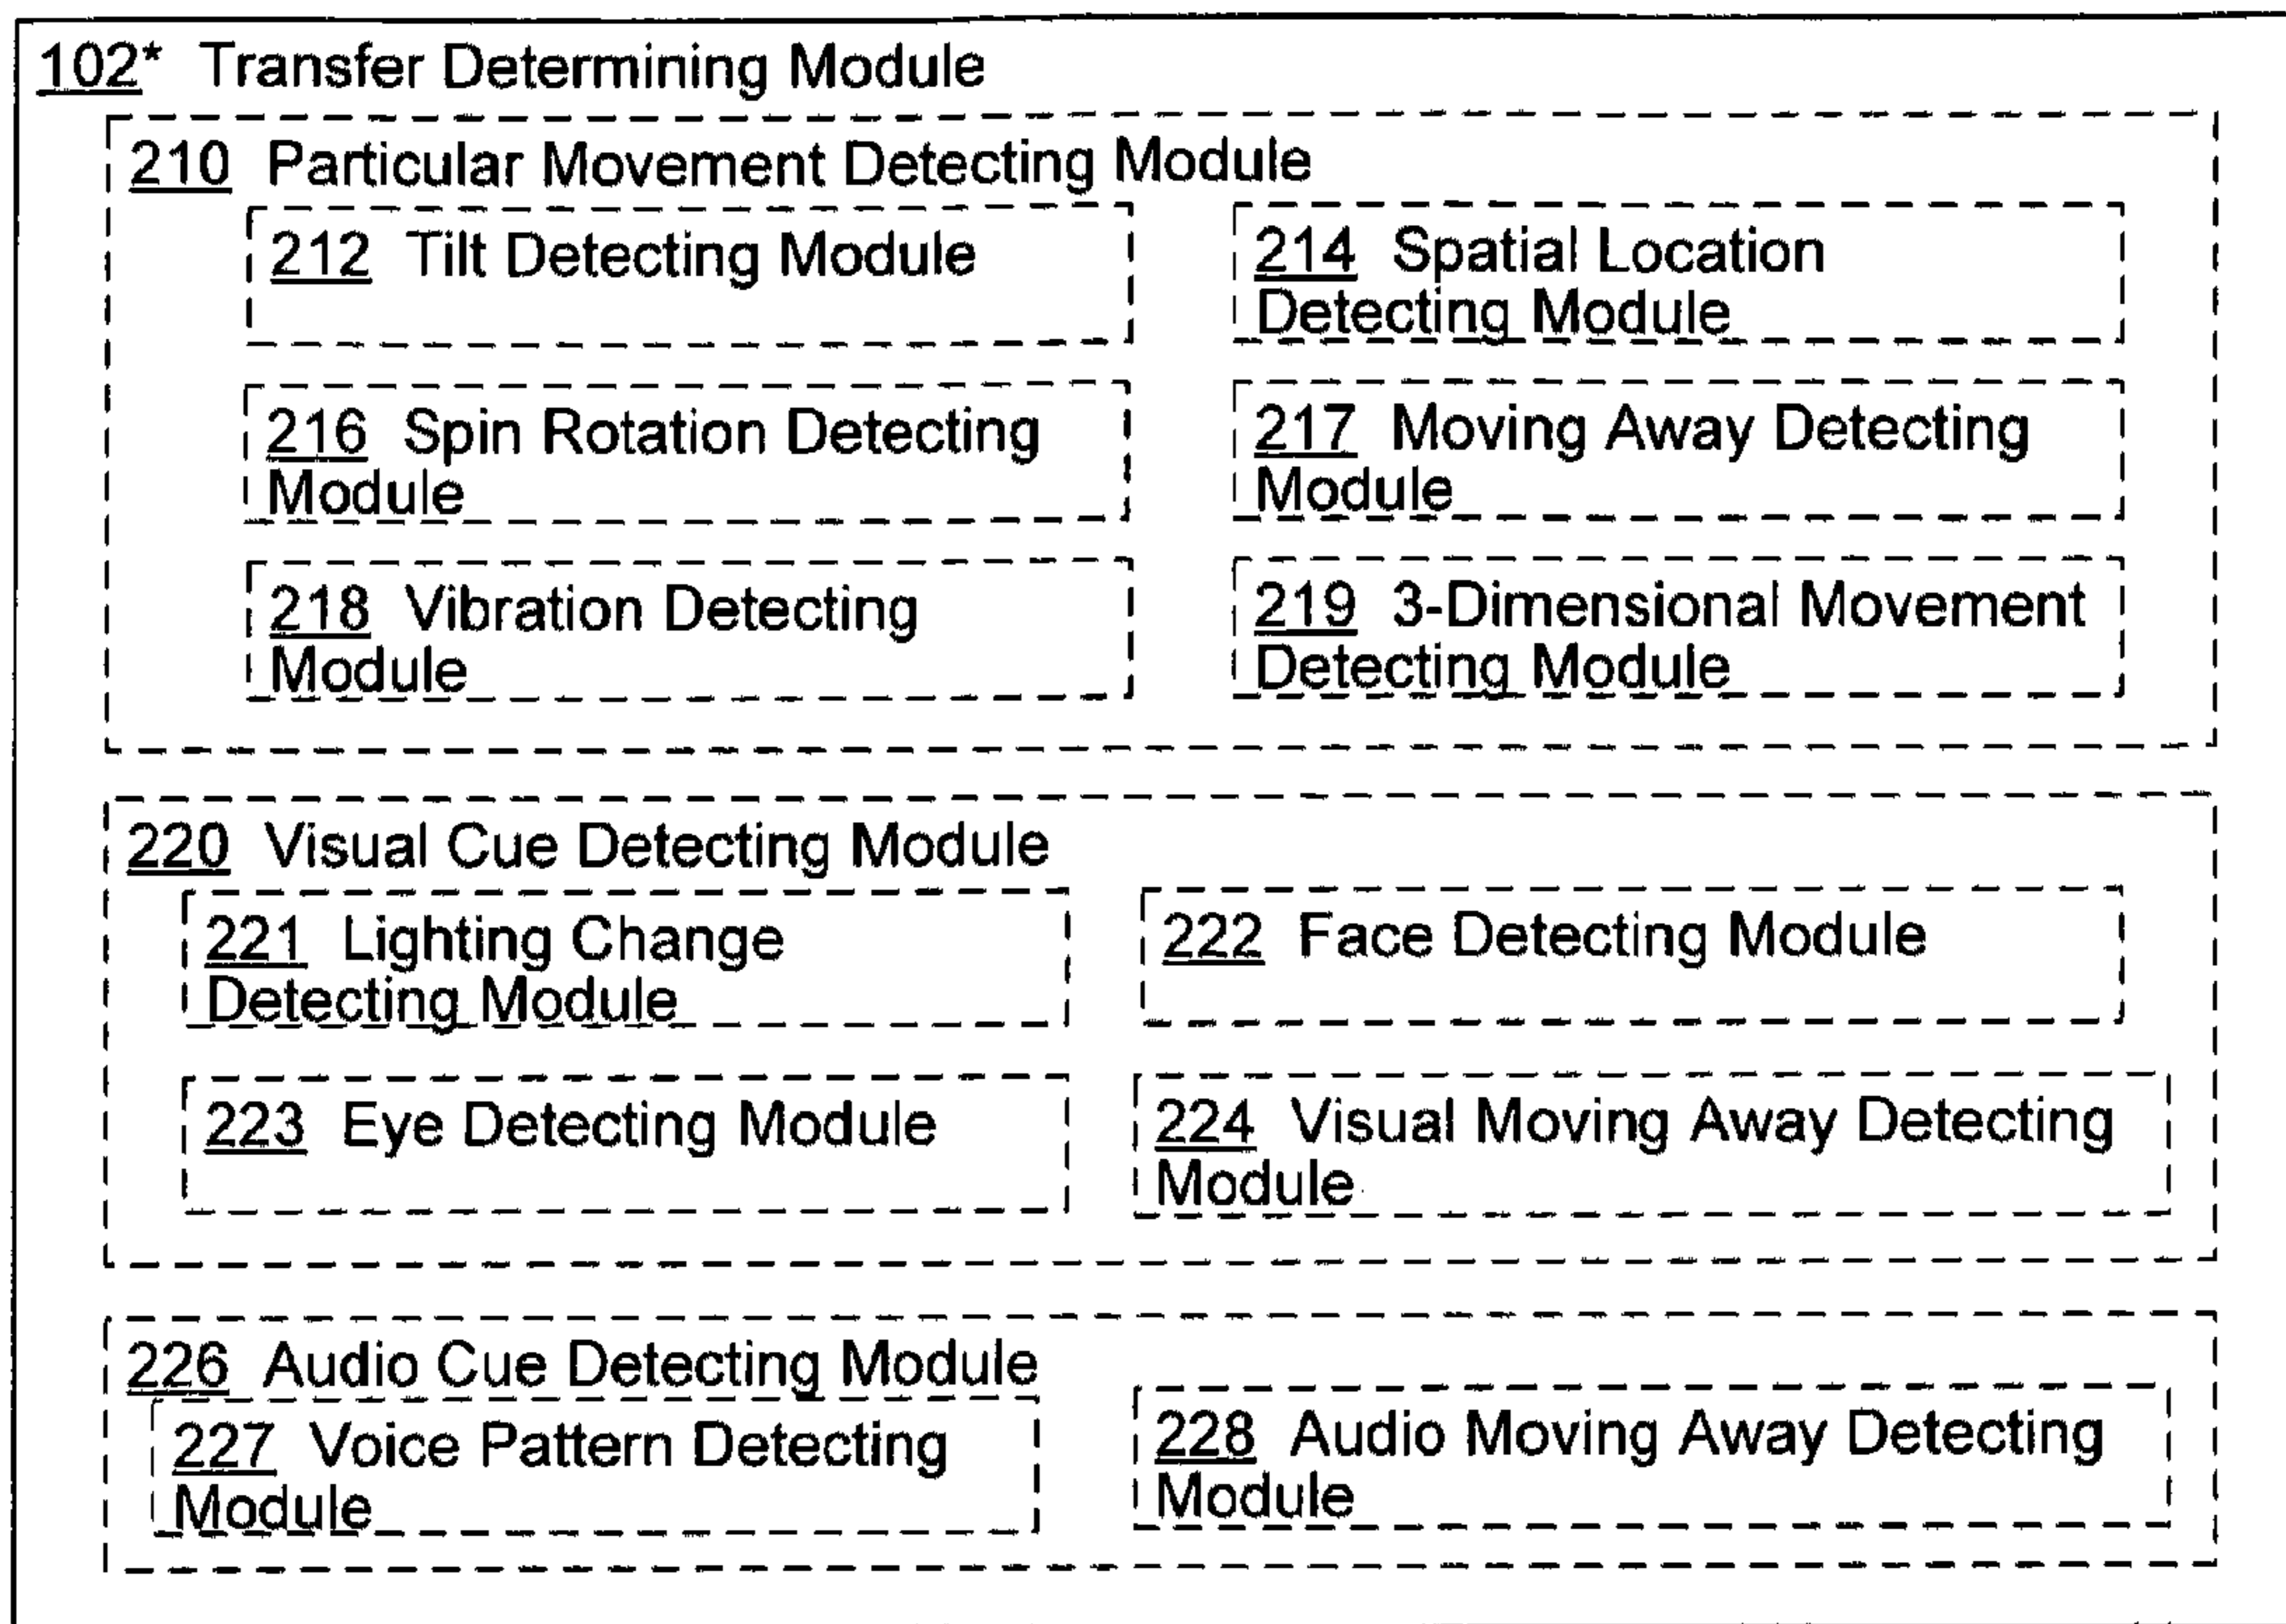 102* Transfer Determining Module
210 Particular Movement Detecting Module
212 Tilt Detecting Module
214 Spatial Location
Detecting Module
216 Spin Rotation Detecting
Module
217 Moving Away Detecting
Module
218 Vibration Detecting
Module
219 3-Dimensional Movement
Detecting Module
220 Visual Cue Detecting Module
221 Lighting Change
Detecting Module
222 Face Detecting Module
223 Eye Detecting Module
224 Visual Moving Away Detecting
Module
226 Audio Cue Detecting Module
227 Voice Pattern Detecting
Module
228 Audio Moving Away Detecting
Module